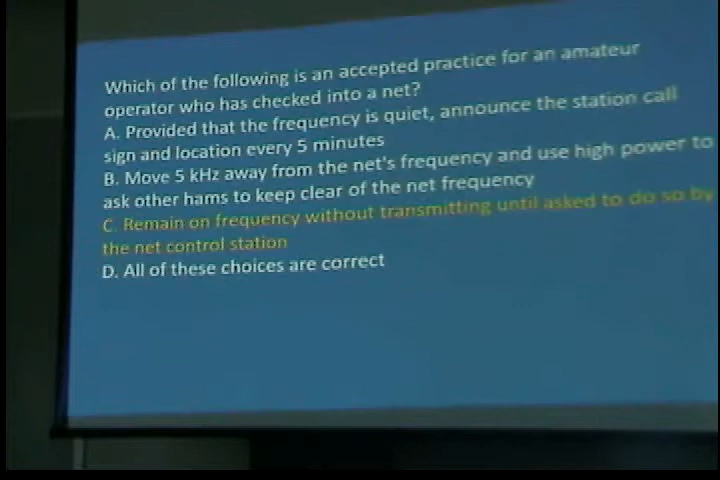 Which of the following is an accepted practice for an amateur
operator who has checked into a net?
A. Provided that the frequency is quiet, announce the station call
sign and location every 5 minutes
B. Move 5 kHz away from the net's frequency and use high power to
ask other hams to keep clear of the net frequency
C. Remain on frequency without transmitting until asked to do so by
the net control station
D. All of these choices are correct